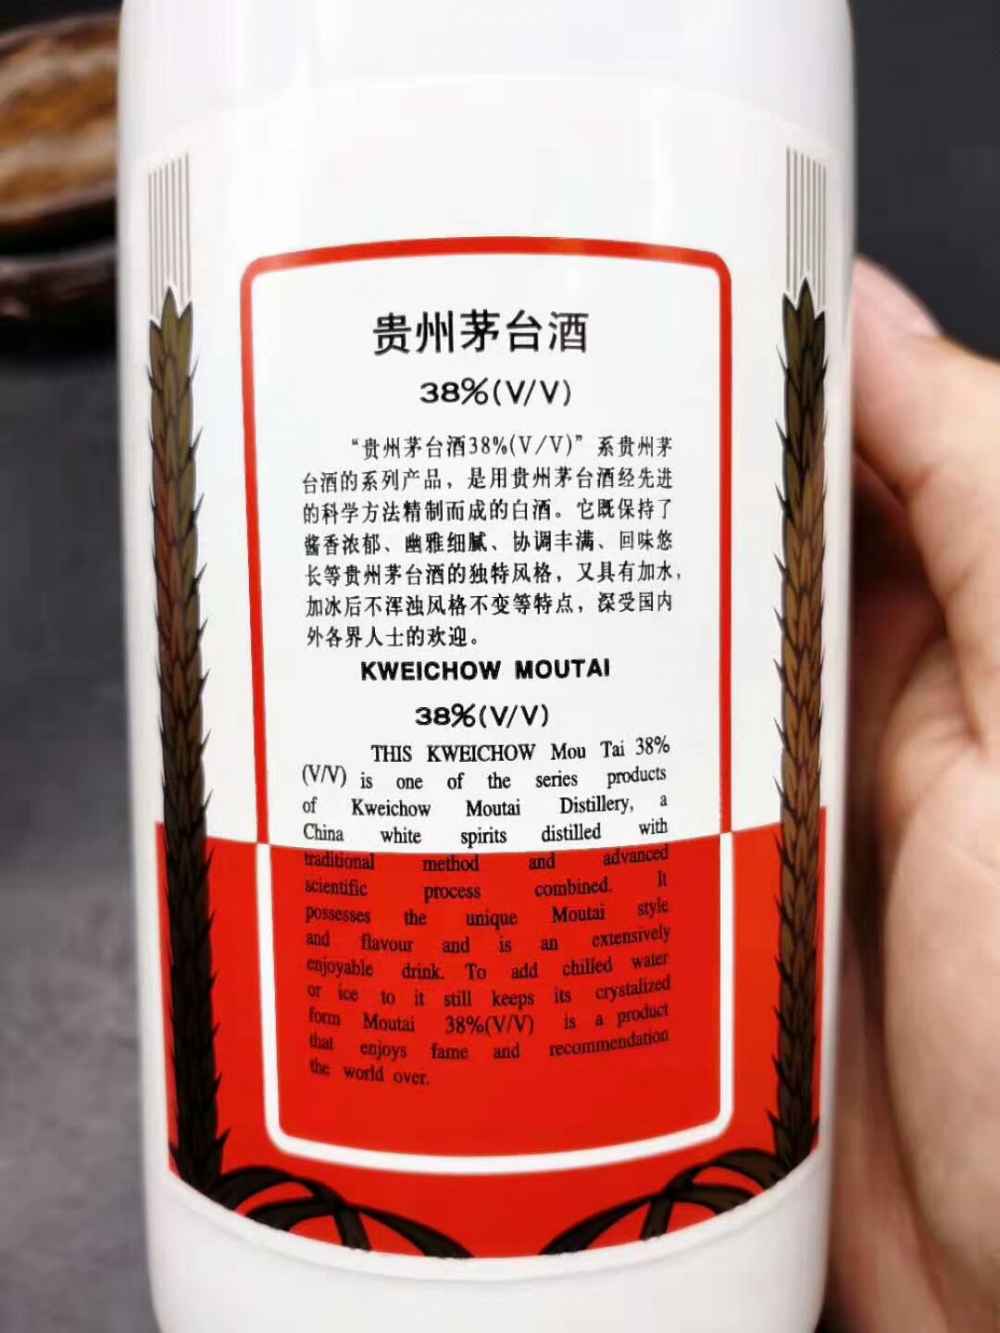 贵州茅台酒
38%(V/V)
“贵州茅台酒38%(V/V)”系贵州茅
台酒的系列产品，是用贵州茅台酒经先进
的科学方法精制而成的白酒。它既保持了
酱香浓郁、幽雅细腻、协调丰满、回味悠
长等贵州茅台酒的独特风格，又具有加水，
加冰后不浑浊风格不变等特点，深受国内
外各界人士的欢迎。
KWEICHOW MOUTAI
38%(V/V)
THIS KWEICHOW Mou Tai 38%
(V/V) is one of the series products
of Kweichow Moutai Distillery, a
China white spirits distilled with
traditional method and advanced
scientific process combined. It
possesses the unique Moutai style
and flavour and is an extensively
enjoyable drink. To add chilled water
or ice to it still keeps its crystalized
form Moutai 38%(V/V) is a product
that enjoys fame and recommendation
the world over.